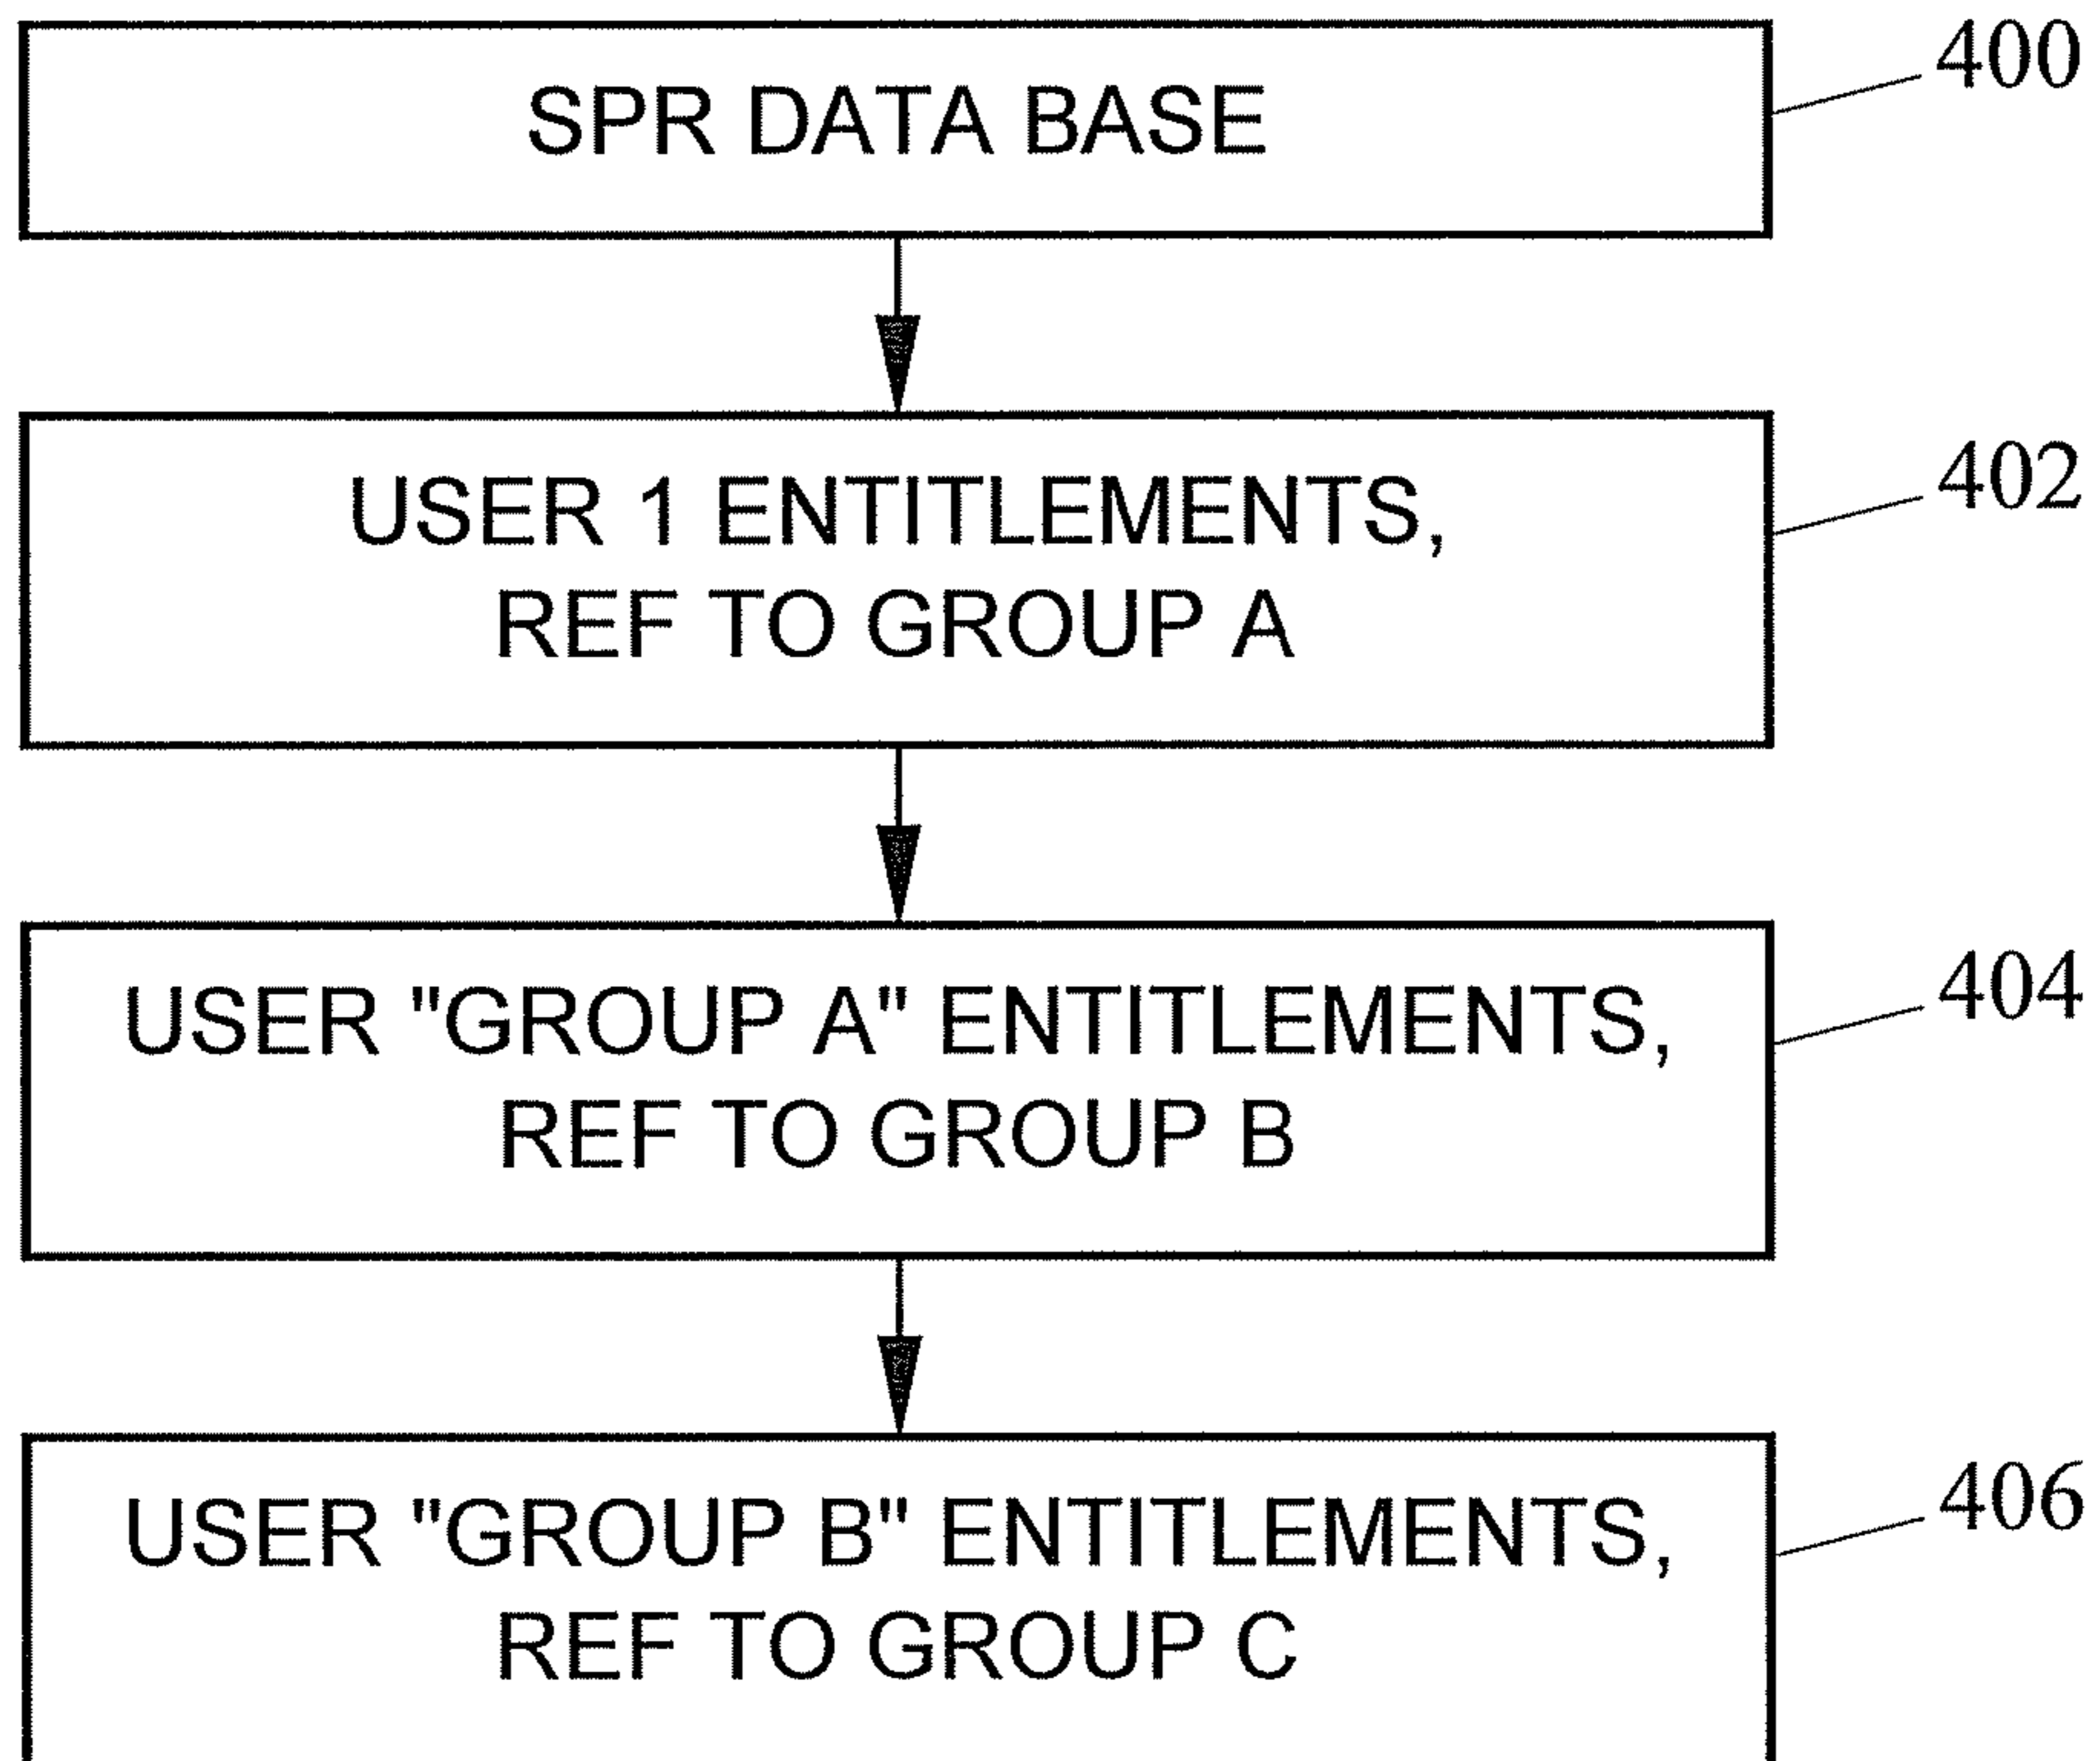 SPR DATA BASE
400
USER 1 ENTITLEMENTS,
REF TO GROUP A
402
USER "GROUP A" ENTITLEMENTS,
REF TO GROUP B
404
USER "GROUP B" ENTITLEMENTS,
REF TO GROUP C
406